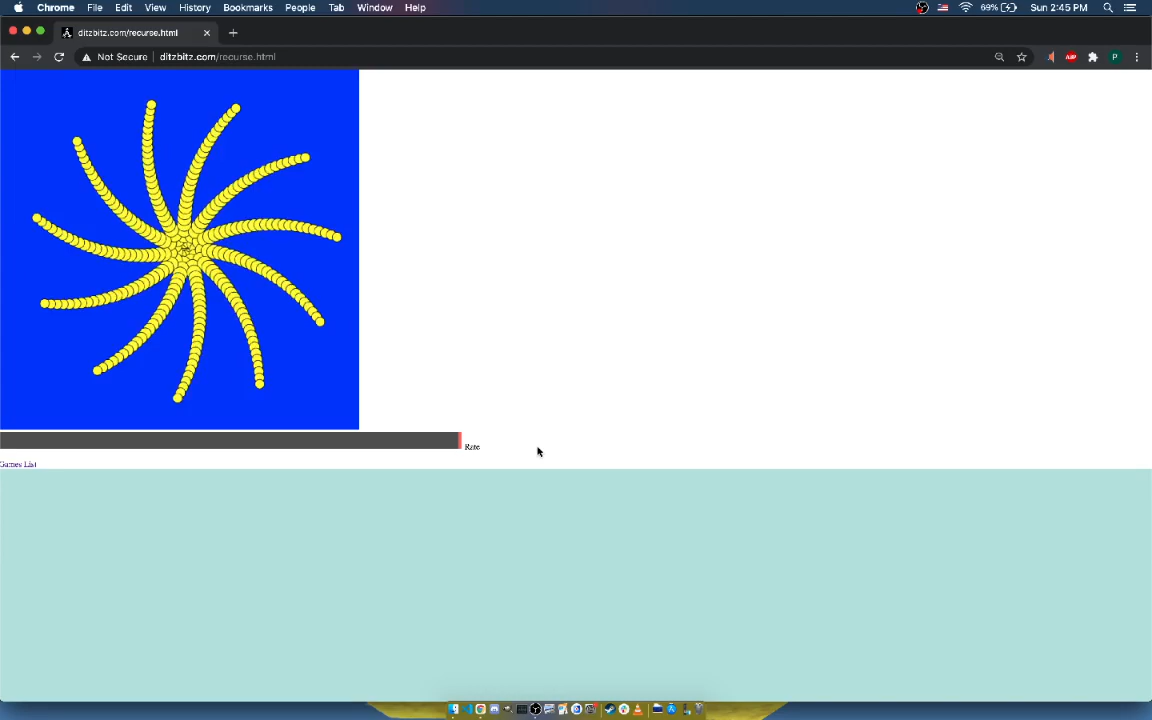 Chrome File Edit View History Bookmarks People Tab Window Help 69% Sun 2:45 PM
ditzbitz.com/recurse.html
Not Secure ditzbitz.com/recurse.html ABP P
Rate
Games List